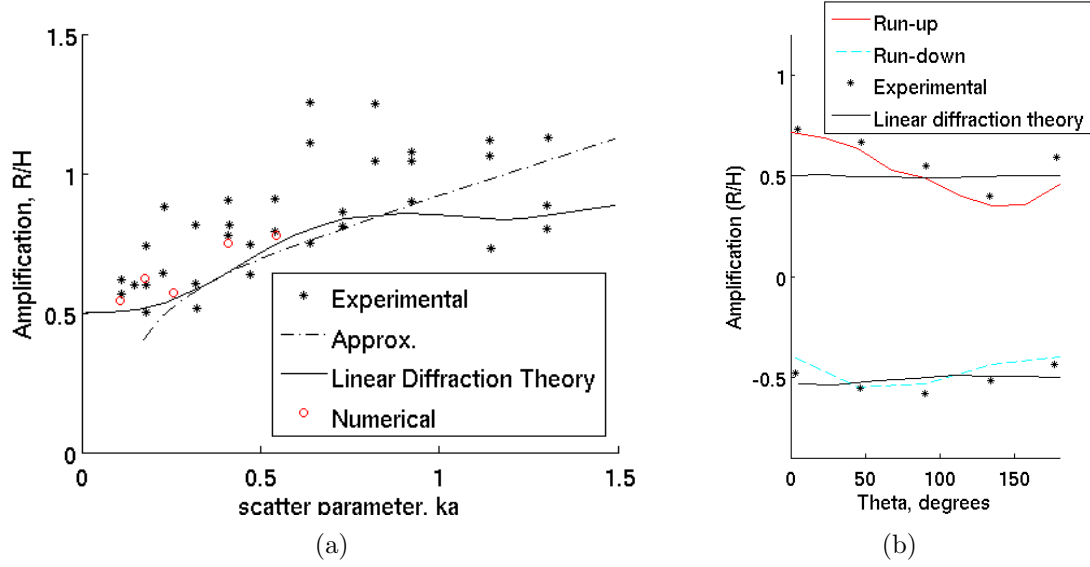 1.5
1
0.5
0
Amplification, R/H
Experimental
Approx.
Linear Diffraction Theory
Numerical
0
0.5
1
1.5
scatter parameter, ka
(a)
Run-up
Run-down
Experimental
Linear diffraction theory
1
0.5
0
-0.5
Amplification (R/H)
0
50
100
150
Theta, degrees
(b)